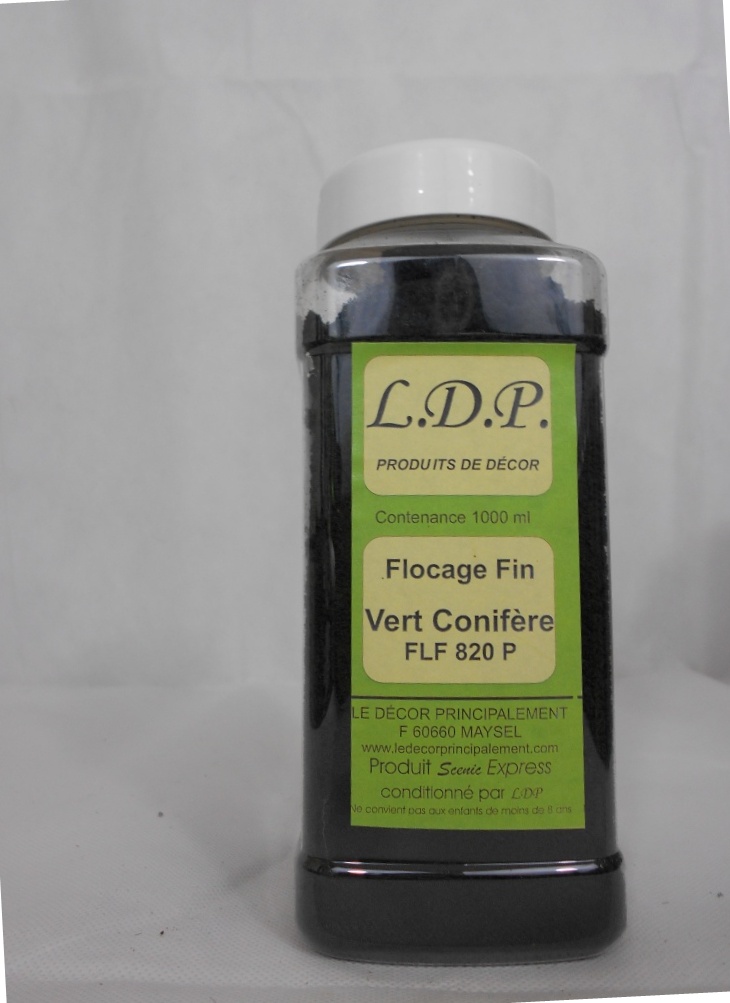 L.D.P.
PRODUITS DE DÉCOR
Contenance 1000 ml
Flocage Fin
Vert Conifère
FLF 820 P
LE DÉCOR PRINCIPALEMENT
F 60660 MAYSEL
www.ledecorprincipalement.com
Produit Scenic Express
conditionné par LDP
Ne convient pas aux enfants de moins de 8 ans